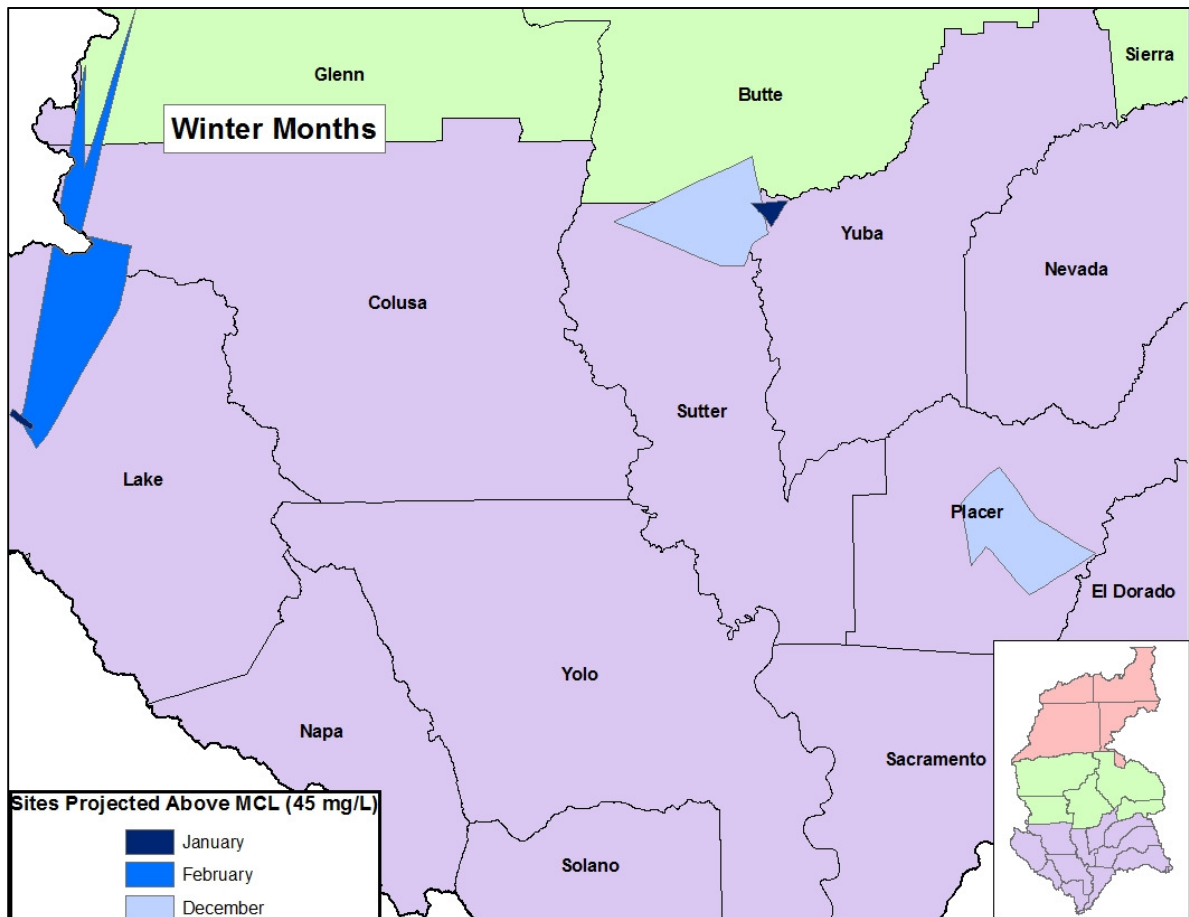 Glenn
Butte
Sierra
Winter Months
Yuba
Nevada
Colusa
Sutter
Lake
Placer
El Dorado
Yolo
Napa
Sacramento
Solano
Sites Projected Above MCL (45 mg/L)
January
February
December